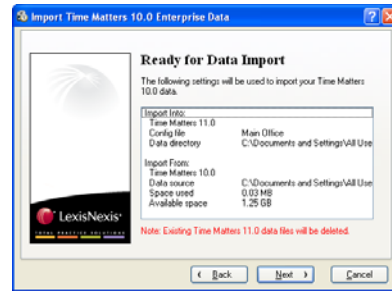 Import Time Matters 10.0 Enterprise Data
Ready for Data Import
The following settings will be used to import your Time Matters
10.0 data.
Import Into:
Time Matters 11.0
Config file Main Office
Data directory C:\Documents and Settings\All Use
Import From:
Time Matters 10.0
Data source C:\Documents and Settings\All Use
Space used 0.03 MB
Available space 1.25 GB
LexisNexis
TOTAL PRACTICE SOLUTIONS
Note: Existing Time Matters 11.0 data files will be deleted.
Back Next Cancel